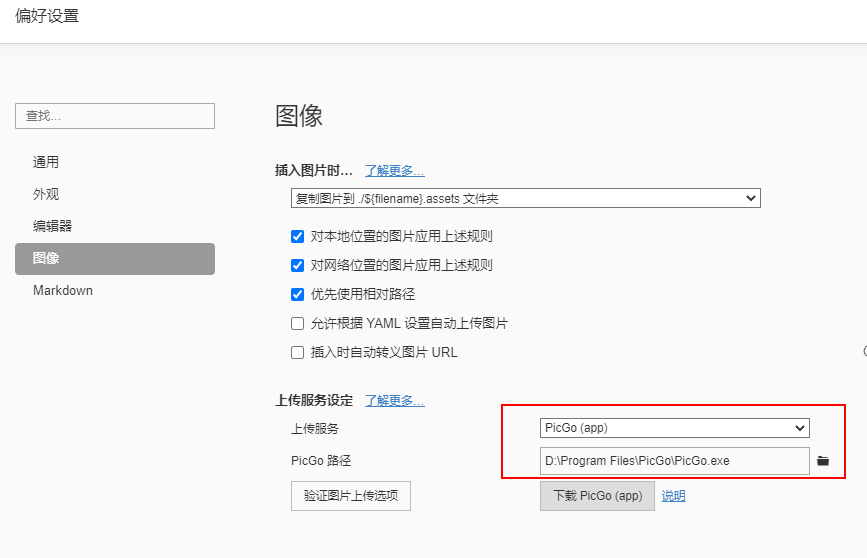 偏好设置
查找...
通用
外观
编辑器
图像
Markdown
图像
插入图片时... 了解更多...
复制图片到 ./${filename}.assets 文件夹
对本地位置的图片应用上述规则
对网络位置的图片应用上述规则
优先使用相对路径
允许根据 YAML 设置自动上传图片
插入时自动转义图片 URL
上传服务设定 了解更多...
上传服务 PicGo (app)
PicGo 路径 D:\Program Files\PicGo\PicGo.exe
验证图片上传选项 下载 PicGo (app) 说明